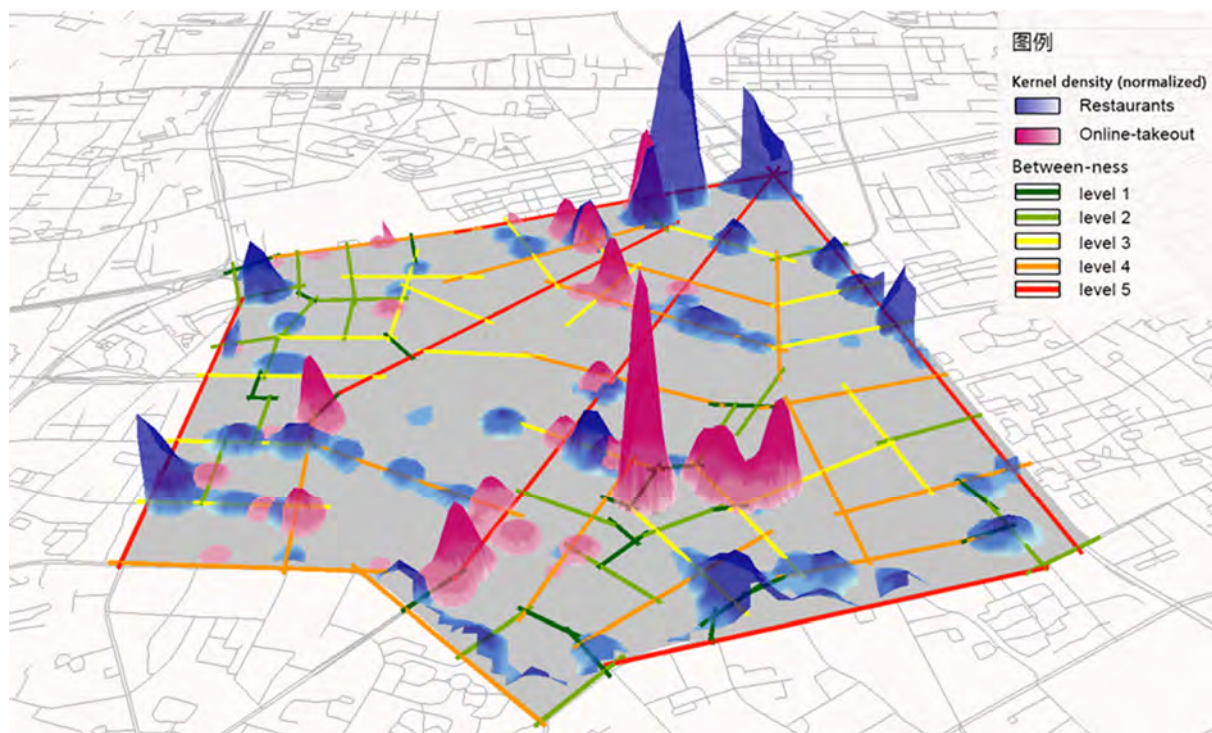 图例
Kernel density (normalized)
Restaurants
Online-takeout
Between-ness
level 1
level 2
level 3
level 4
level 5